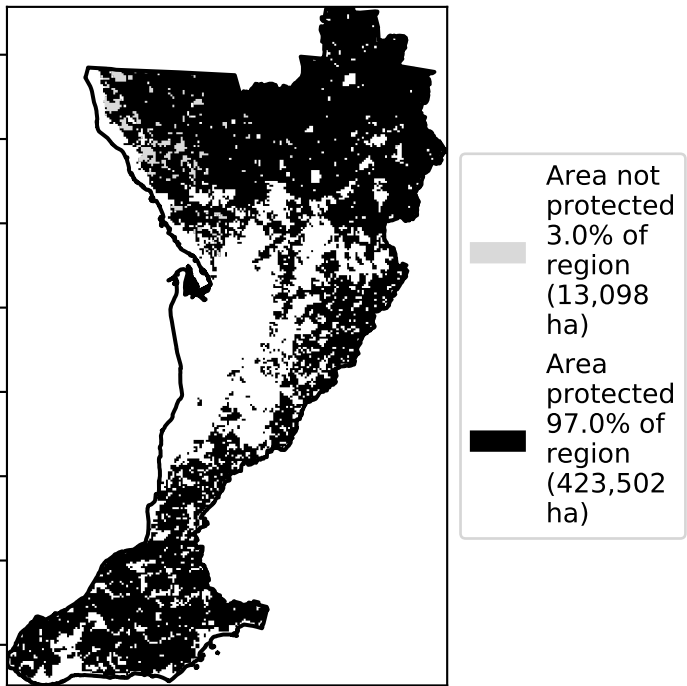 Area not
protected
3.0% of
region
(13,098
ha)
Area
protected
97.0% of
region
(423,502
ha)